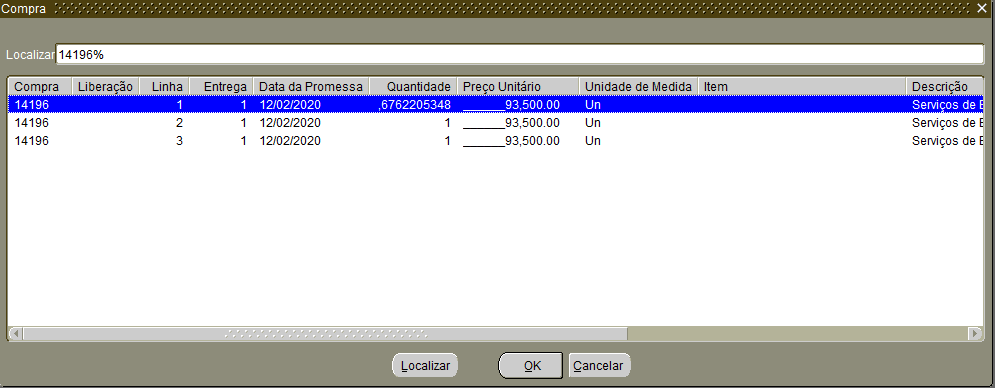 Compra
Localizar 14196%
Compra Liberação Linha Entrega Data da Promessa Quantidade Preço Unitário Unidade de Medida Item Descrição
14196 1 1 12/02/2020 ,6762205348 ______93,500.00 Un Serviços de E
14196 2 1 12/02/2020 1 ______93,500.00 Un Serviços de E
14196 3 1 12/02/2020 1 ______93,500.00 Un Serviços de E
Localizar OK Cancelar